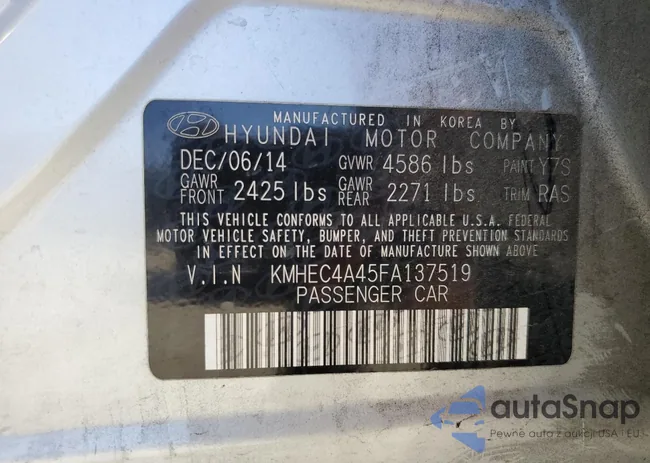 MANUFACTURED IN KOREA BY
HYUNDAI MOTOR COMPANY
DEC/06/14 GVWR 4586 lbs PAINT Y7S
GAWR FRONT 2425 lbs GAWR REAR 2271 lbs TRIM RAS
THIS VEHICLE CONFORMS TO ALL APPLICABLE U.S.A. FEDERAL
MOTOR VEHICLE SAFETY, BUMPER, AND THEFT PREVENTION STANDARDS
IN EFFECT ON THE DATE OF MANUFACTURE SHOWN ABOVE.
V.I.N KMHEC4A45FA137519
PASSENGER CAR
autaSnap
Pewne auta z aukcji USA i EU